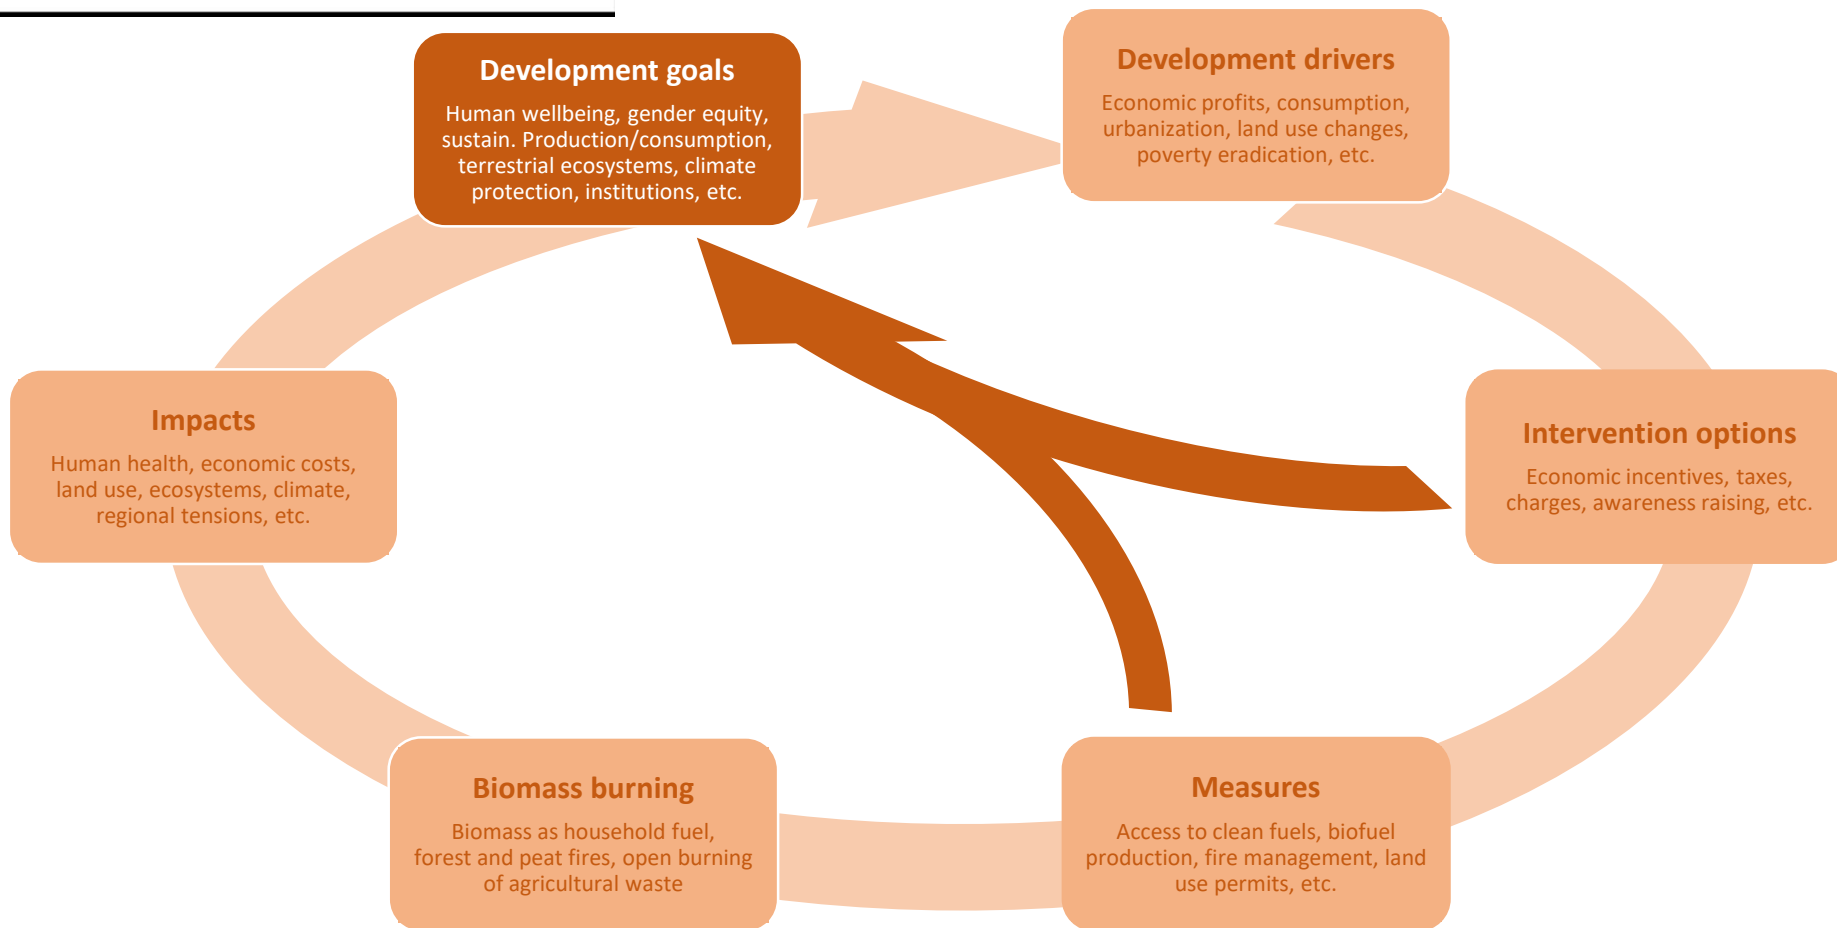 Development goals
Human wellbeing, gender equity,
sustain. Production/consumption,
terrestrial ecosystems, climate
protection, institutions, etc.
Development drivers
Economic profits, consumption,
urbanization, land use changes,
poverty eradication, etc.
Intervention options
Economic incentives, taxes,
charges, awareness raising, etc.
Measures
Access to clean fuels, biofuel
production, fire management, land
use permits, etc.
Biomass burning
Biomass as household fuel,
forest and peat fires, open burning
of agricultural waste
Impacts
Human health, economic costs,
land use, ecosystems, climate,
regional tensions, etc.